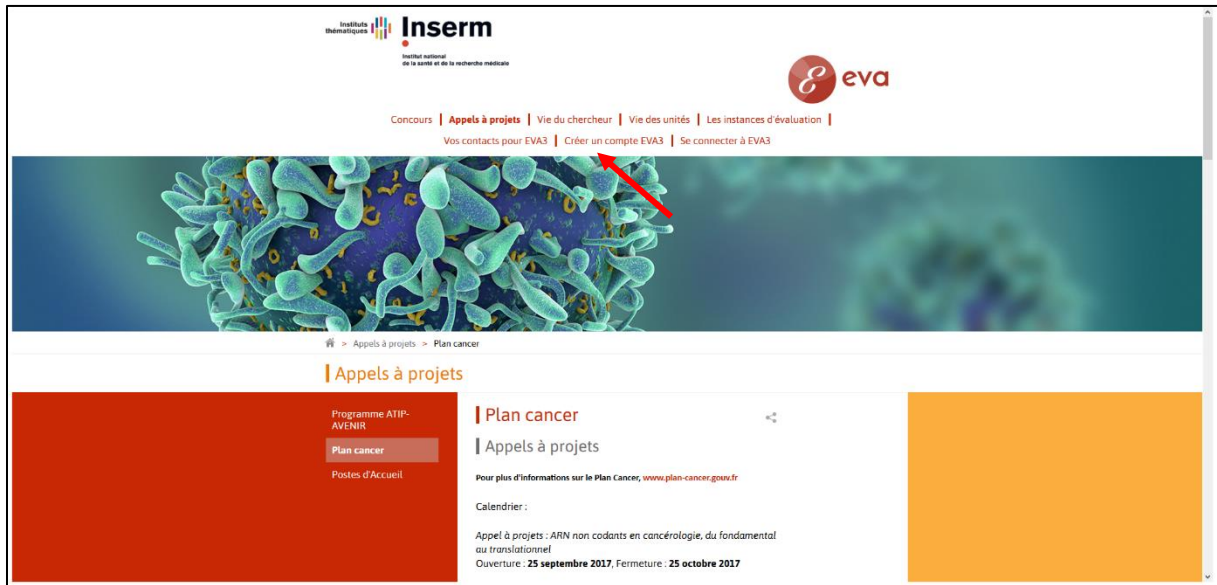 Instituts
thématiques
Inserm
Institut national
de la santé et de la recherche médicale
eva
Concours | Appels à projets | Vie du chercheur | Vie des unités | Les instances d'évaluation |
Vos contacts pour EVA3 | Créer un compte EVA3 | Se connecter à EVA3
> Appels à projets > Plan cancer
Appels à projets
Programme ATIP-
AVENIR
Plan cancer
Postes d'Accueil
Plan cancer
Appels à projets
Pour plus d'informations sur le Plan Cancer, www.plan-cancer.gouv.fr
Calendrier :
Appel à projets : ARN non codants en cancérologie, du fondamental
au translationnel
Ouverture : 25 septembre 2017, Fermeture : 25 octobre 2017